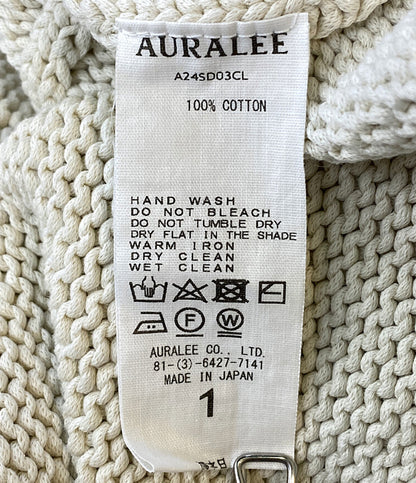 AURALEE
A24SD03CL
100% COTTON
HAND WASH
DO NOT BLEACH
DO NOT TUMBLE DRY
DRY FLAT IN THE SHADE
WARM IRON
DRY CLEAN
WET CLEAN
F W
AURALEE CO., LTD.
81-(3)-6427-7141
MADE IN JAPAN
1